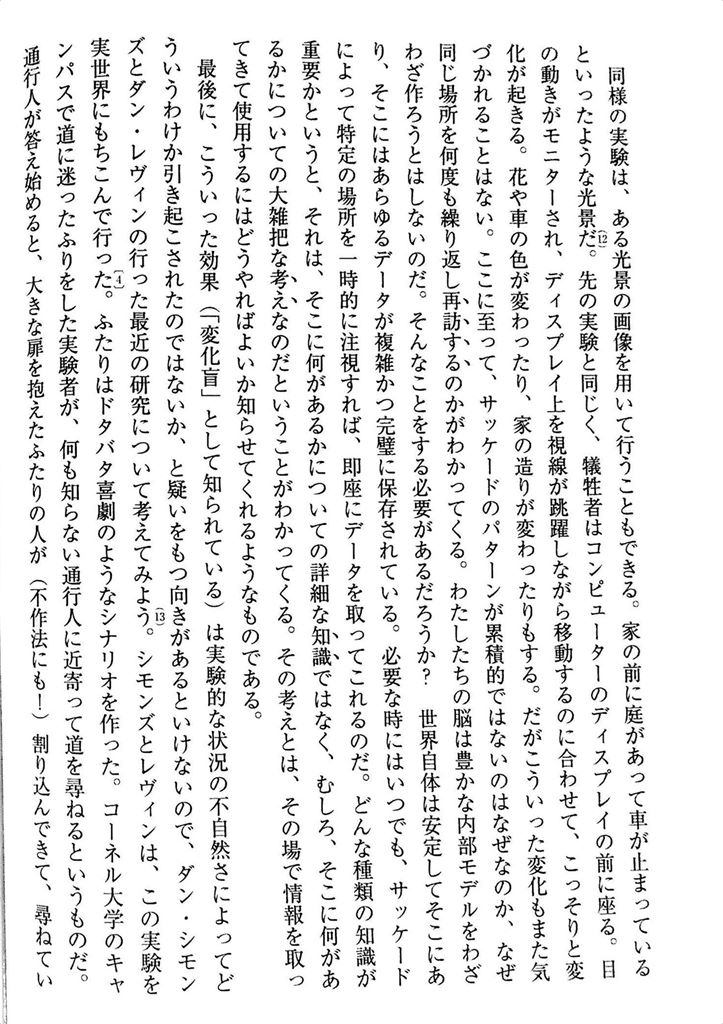 同様の実験は、ある光景の画像を用いて行うこともできる。家の前に庭があって車が止まっている
といったような光景だ。(12)先の実験と同じく、犠牲者はコンピューターのディスプレイの前に座る。目
の動きがモニターされ、ディスプレイ上を視線が跳躍しながら移動するのに合わせて、こっそりと変
化が起きる。花や車の色が変わったり、家の造りが変わったりもする。だがこういった変化もまた気
づかれることはない。ここに至って、サッケードのパターンが累積的ではないのはなぜなのか、なぜ
同じ場所を何度も繰り返し再訪するのかがわかってくる。わたしたちの脳は豊かな内部モデルをわざ
わざ作ろうとはしないのだ。そんなことをする必要があるだろうか？　世界自体は安定してそこにあ
り、そこにはあらゆるデータが複雑かつ完璧に保存されている。必要な時にはいつでも、サッケード
によって特定の場所を一時的に注視すれば、即座にデータを取ってこれるのだ。どんな種類の知識が
重要かというと、それは、そこに何があるかについての詳細な知識ではなく、むしろ、そこに何があ
るかについての大雑把な考えなのだということがわかってくる。その考えとは、その場で情報を取っ
てきて使用するにはどうやればよいか知らせてくれるようなものである。
最後に、こういった効果（「変化盲」として知られている）は実験的な状況の不自然さによってど
ういうわけか引き起こされたのではないか、と疑いをもつ向きがあるといけないので、ダン・シモン
ズとダン・レヴィンの行った最近の研究について考えてみよう。(13)シモンズとレヴィンは、この実験を
実世界にもちこんで行った。〔4〕ふたりはドタバタ喜劇のようなシナリオを作った。コーネル大学のキャ
ンパスで道に迷ったふりをした実験者が、何も知らない通行人に近寄って道を尋ねるというものだ。
通行人が答え始めると、大きな扉を抱えたふたりの人が（不作法にも！）割り込んできて、尋ねてい